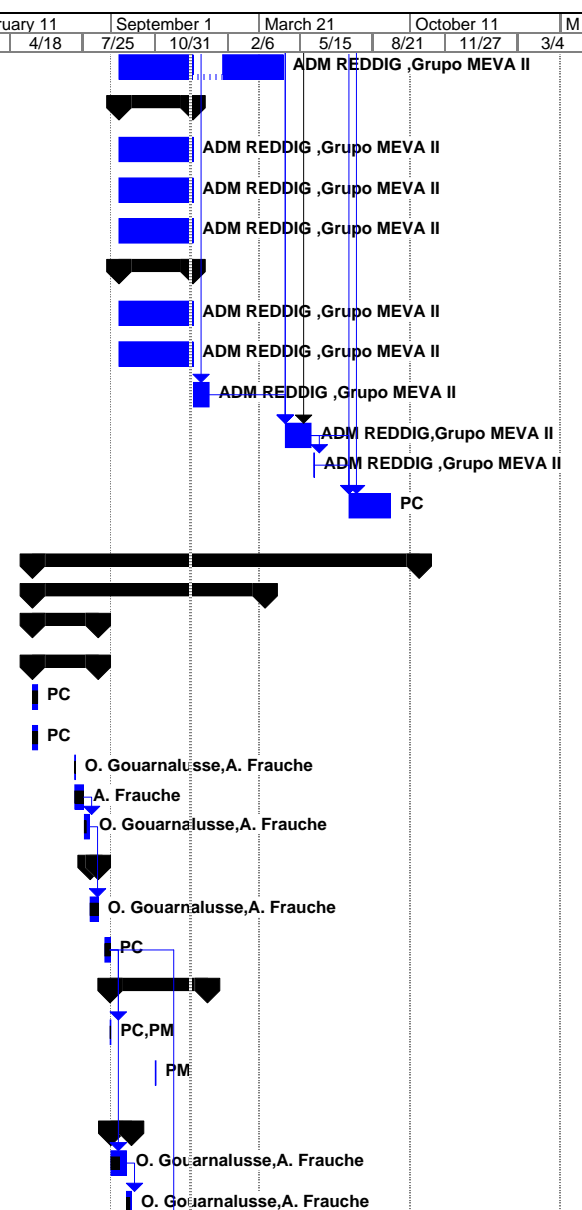 ruary 11 September 1 March 21 October 11 M
4/18 7/25 10/31 2/6 5/15 8/21 11/27 3/4
ADM REDDIG ,Grupo MEVA II
ADM REDDIG ,Grupo MEVA II
ADM REDDIG ,Grupo MEVA II
ADM REDDIG ,Grupo MEVA II
ADM REDDIG ,Grupo MEVA II
ADM REDDIG ,Grupo MEVA II
ADM REDDIG ,Grupo MEVA II
ADM REDDIG,Grupo MEVA II
ADM REDDIG ,Grupo MEVA II
PC
PC
PC
O. Gouarnalusse,A. Frauche
A. Frauche
O. Gouarnalusse,A. Frauche
O. Gouarnalusse,A. Frauche
PC
PC,PM
PM
O. Gouarnalusse,A. Frauche
O. Gouarnalusse,A. Frauche